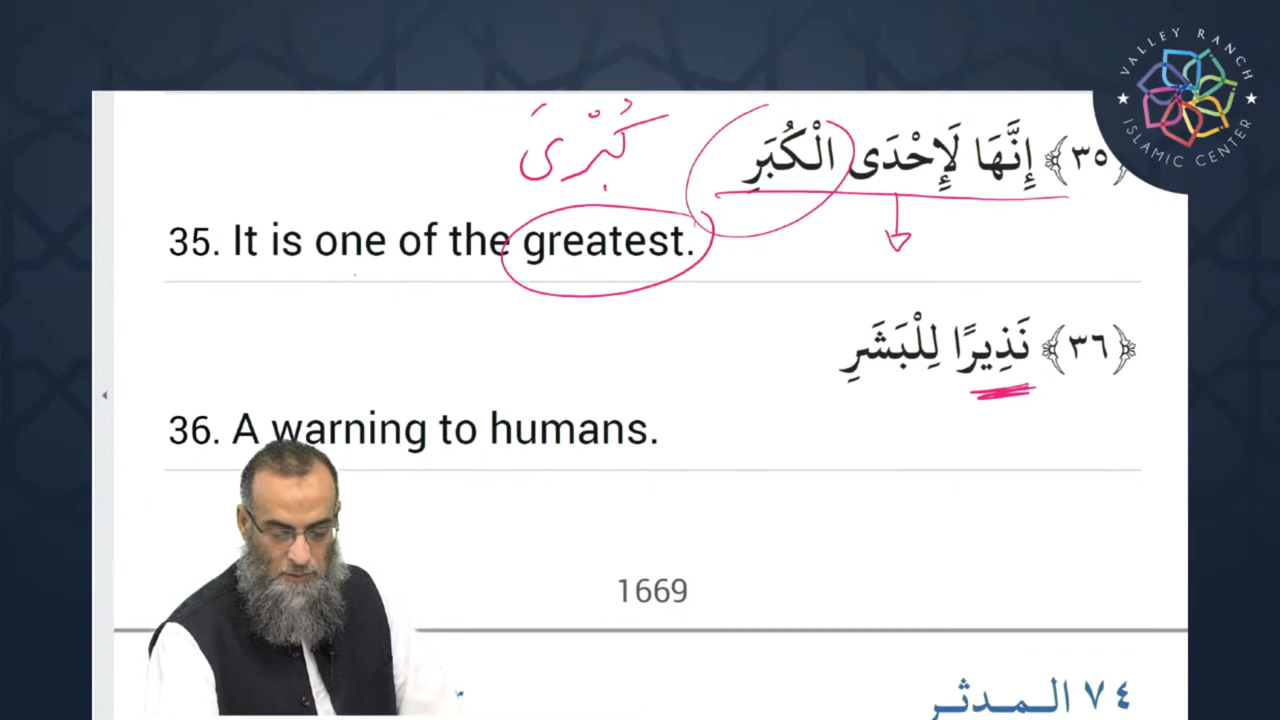 VALLEY RANCH
ISLAMIC CENTER
كُبْرَى
﴿٣٥﴾ إِنَّهَا لَإِحْدَى الْكُبَرِ
35. It is one of the greatest.
﴿٣٦﴾ نَذِيرًا لِلْبَشَرِ
36. A warning to humans.
1669
٧٤ الـمـدثـر